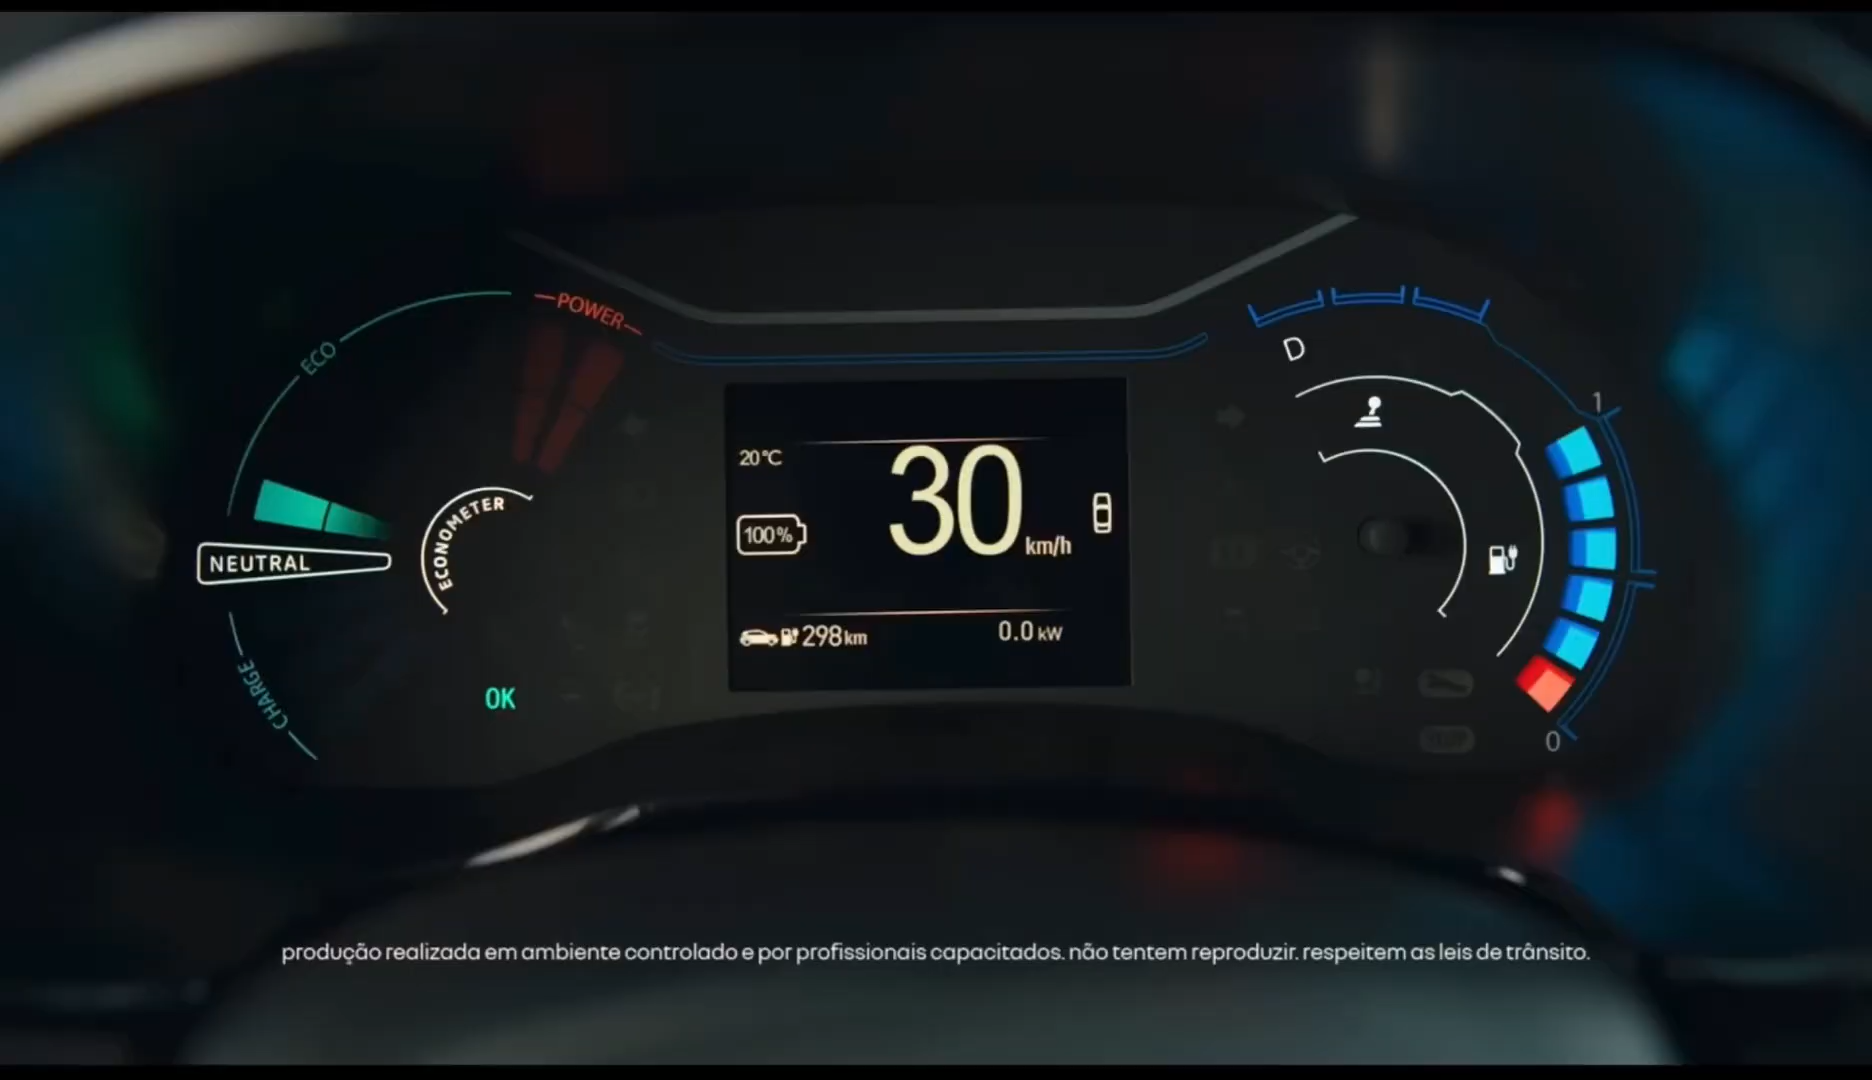 POWER
ECO
D
1
20°C
30
km/h
100%
ECONOMETER
NEUTRAL
298km
0.0 kW
CHARGE
OK
0
produção realizada em ambiente controlado e por profissionais capacitados. não tentem reproduzir. respeitem as leis de trânsito.